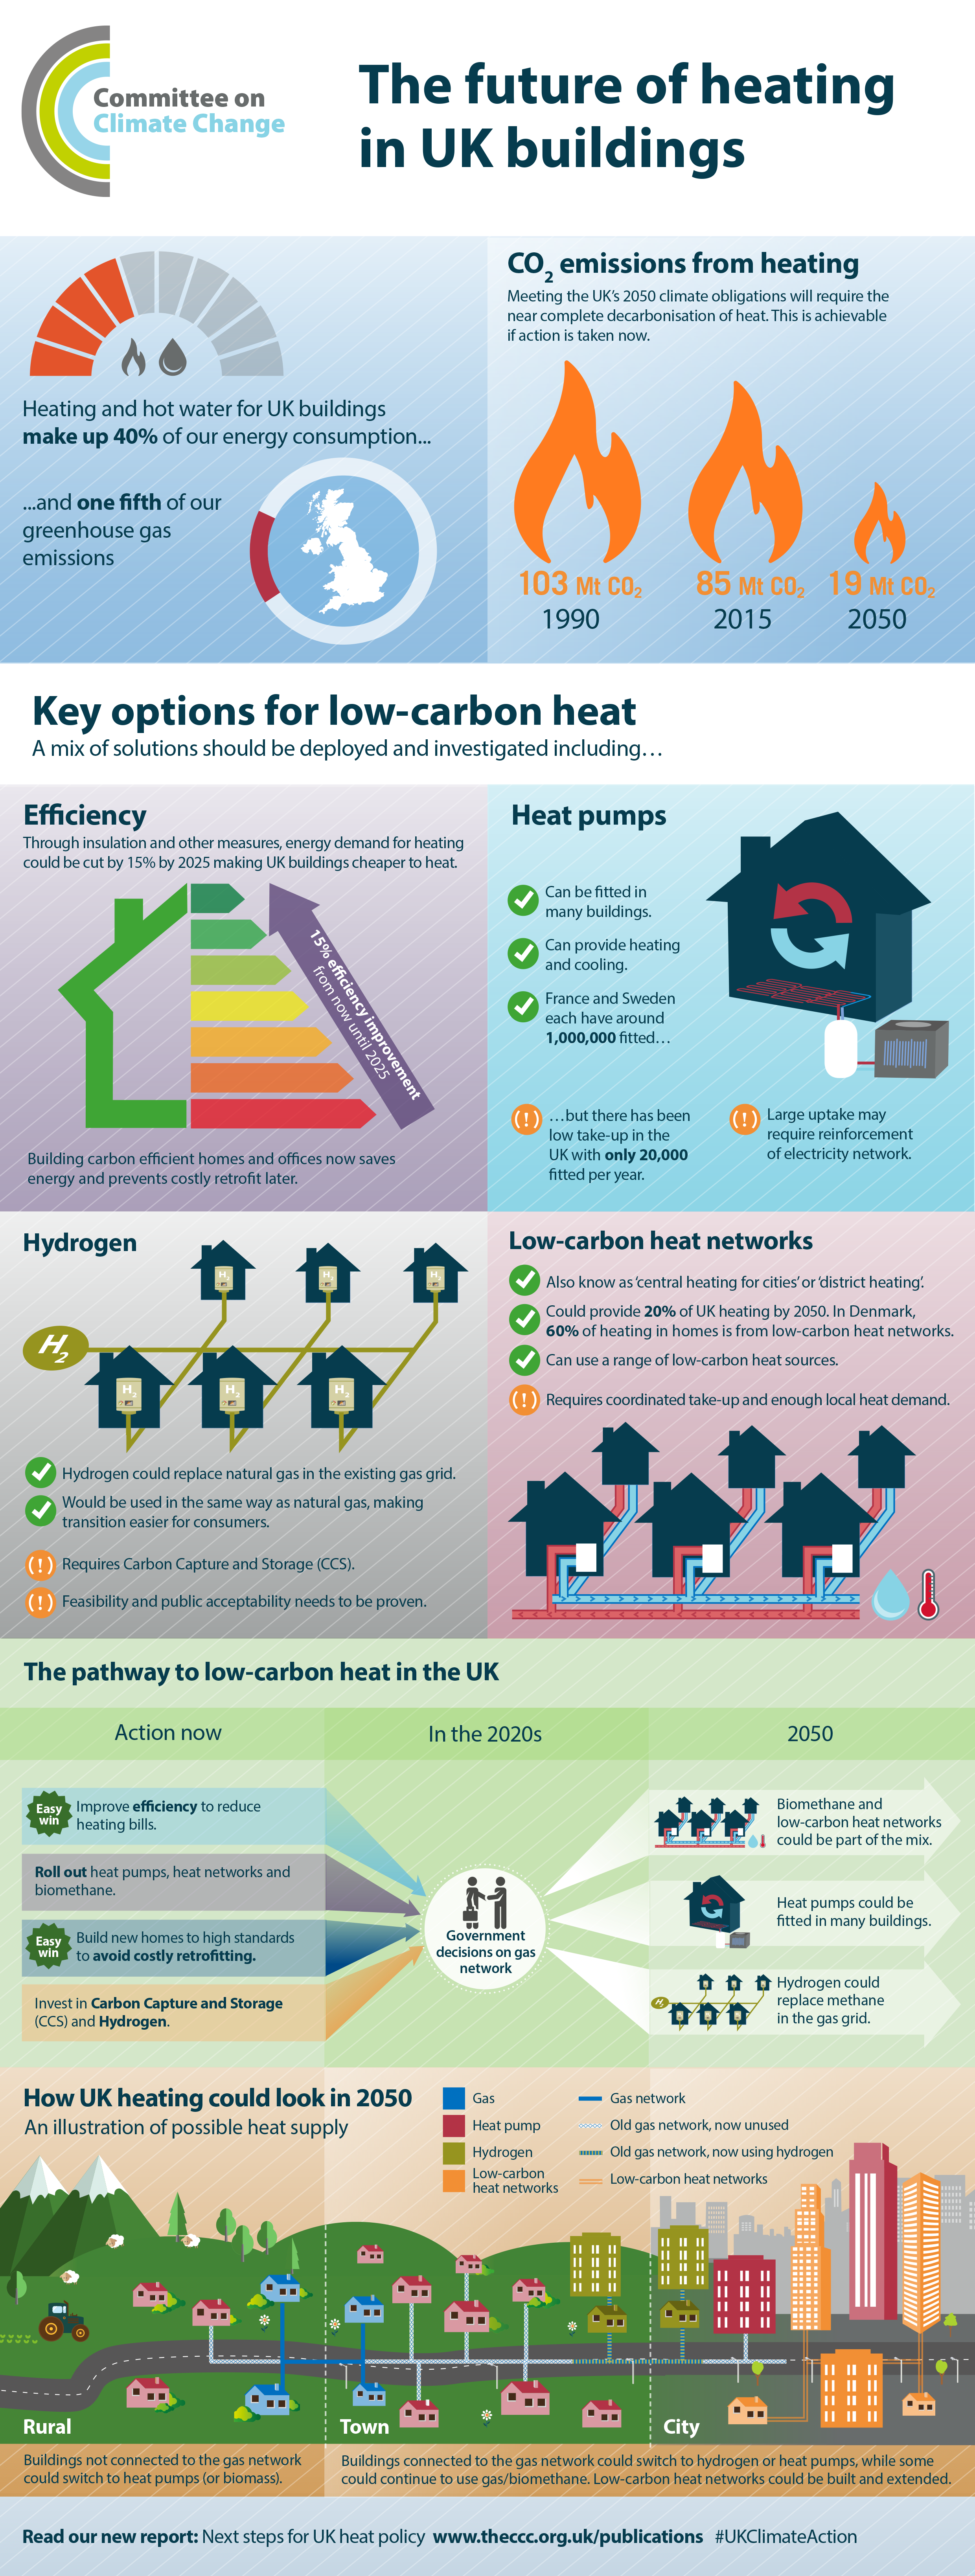 Committee on
Climate Change
The future of heating
in UK buildings
Heating and hot water for UK buildings
make up 40% of our energy consumption...
...and one fifth of our
greenhouse gas
emissions
CO2 emissions from heating
Meeting the UK's 2050 climate obligations will require the
near complete decarbonisation of heat. This is achievable
if action is taken now.
103 Mt CO2
85 Mt CO2
19 Mt CO2
1990
2015
2050
Key options for low-carbon heat
A mix of solutions should be deployed and investigated including…
Efficiency
Through insulation and other measures, energy demand for heating
could be cut by 15% by 2025 making UK buildings cheaper to heat.
15% efficiency improvement
from now until 2025
Building carbon efficient homes and offices now saves
energy and prevents costly retrofit later.
Heat pumps
Can be fitted in
many buildings.
Can provide heating
and cooling.
France and Sweden
each have around
1,000,000 fitted…
…but there has been
low take-up in the
UK with only 20,000
fitted per year.
Large uptake may
require reinforcement
of electricity network.
Hydrogen
H2
H2
H2
H2
H2
H2
H2
Hydrogen could replace natural gas in the existing gas grid.
Would be used in the same way as natural gas, making
transition easier for consumers.
Requires Carbon Capture and Storage (CCS).
Feasibility and public acceptability needs to be proven.
Low-carbon heat networks
Also know as 'central heating for cities' or 'district heating'.
Could provide 20% of UK heating by 2050. In Denmark,
60% of heating in homes is from low-carbon heat networks.
Can use a range of low-carbon heat sources.
Requires coordinated take-up and enough local heat demand.
The pathway to low-carbon heat in the UK
Action now
In the 2020s
2050
Easy
win
Improve efficiency to reduce
heating bills.
Roll out heat pumps, heat networks and
biomethane.
Easy
win
Build new homes to high standards
to avoid costly retrofitting.
Invest in Carbon Capture and Storage
(CCS) and Hydrogen.
Government
decisions on gas
network
Biomethane and
low-carbon heat networks
could be part of the mix.
Heat pumps could be
fitted in many buildings.
H2
Hydrogen could
replace methane
in the gas grid.
How UK heating could look in 2050
An illustration of possible heat supply
Gas
Heat pump
Hydrogen
Low-carbon
heat networks
Gas network
Old gas network, now unused
Old gas network, now using hydrogen
Low-carbon heat networks
Rural
Town
City
Buildings not connected to the gas network
could switch to heat pumps (or biomass).
Buildings connected to the gas network could switch to hydrogen or heat pumps, while some
could continue to use gas/biomethane. Low-carbon heat networks could be built and extended.
Read our new report: Next steps for UK heat policy www.theccc.org.uk/publications #UKClimateAction